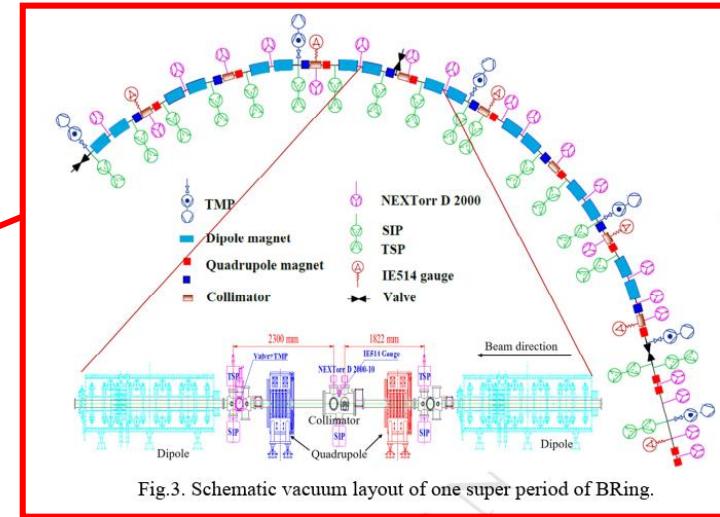 TMP
Dipole magnet
Quadrupole magnet
Collimator
NEXTorr D 2000
SIP
TSP
IE514 gauge
Valve
2300 mm
1822 mm
Valve+TMP
IE514 Gauge
NEXTorr D 2000-10
Beam direction
TSP
TSP
Collimator
SIP
SIP
SIP
Dipole
Quadrupole
Dipole
Fig.3. Schematic vacuum layout of one super period of BRing.